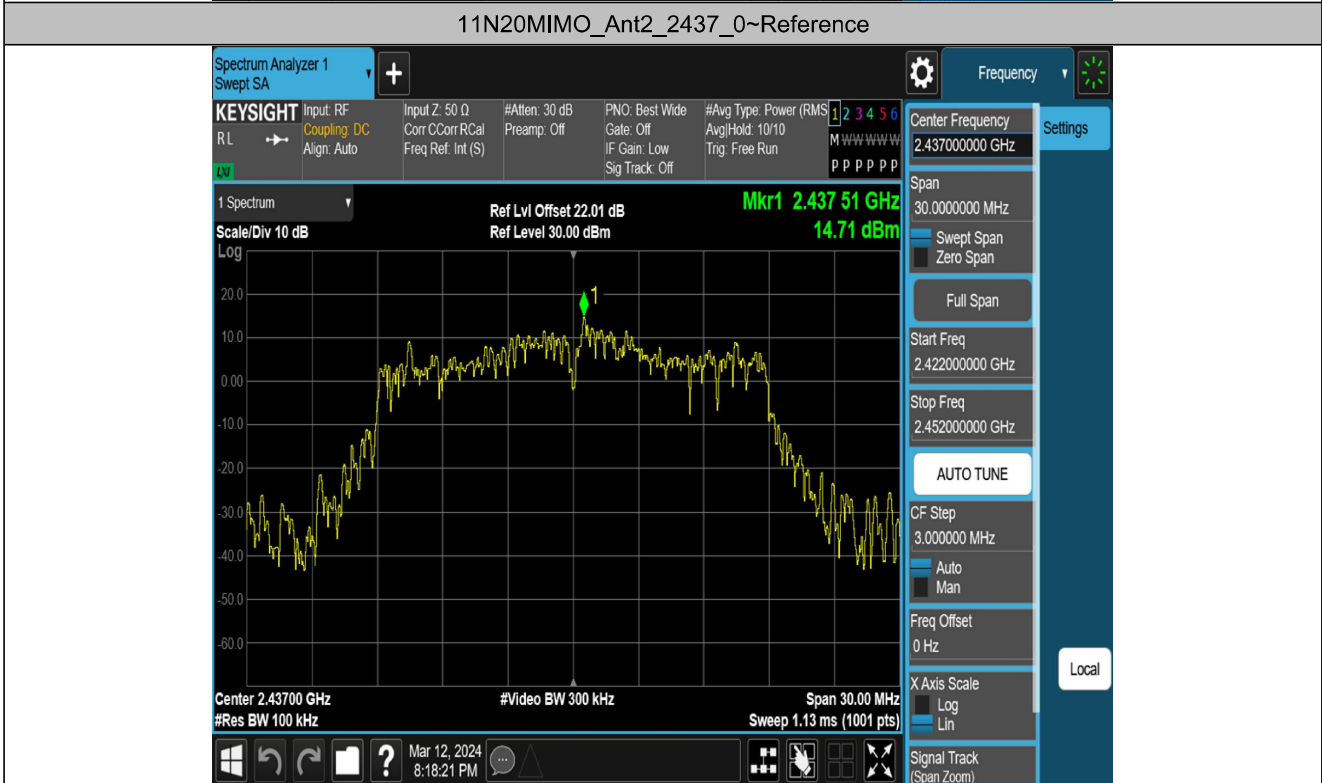 11N20MIMO_Ant2_2437_0~Reference
Spectrum Analyzer 1
Swept SA
Frequency
KEYSIGHT
R L
LXI
Input: RF
Coupling: DC
Align: Auto
Input Z: 50 Ω
Corr CCorr RCal
Freq Ref: Int (S)
#Atten: 30 dB
Preamp: Off
PNO: Best Wide
Gate: Off
IF Gain: Low
Sig Track: Off
#Avg Type: Power (RMS
Avg|Hold: 10/10
Trig: Free Run
1 2 3 4 5 6
M W W W W W
P P P P P P
1 Spectrum
Scale/Div 10 dB
Log
Ref Lvl Offset 22.01 dB
Ref Level 30.00 dBm
Mkr1 2.437 51 GHz
14.71 dBm
1
20.0
10.0
0.00
-10.0
-20.0
-30.0
-40.0
-50.0
-60.0
Center 2.43700 GHz
#Res BW 100 kHz
#Video BW 300 kHz
Span 30.00 MHz
Sweep 1.13 ms (1001 pts)
Center Frequency
2.437000000 GHz
Settings
Span
30.0000000 MHz
Swept Span
Zero Span
Full Span
Start Freq
2.422000000 GHz
Stop Freq
2.452000000 GHz
AUTO TUNE
CF Step
3.000000 MHz
Auto
Man
Freq Offset
0 Hz
X Axis Scale
Log
Lin
Signal Track
(Span Zoom)
Local
Mar 12, 2024
8:18:21 PM